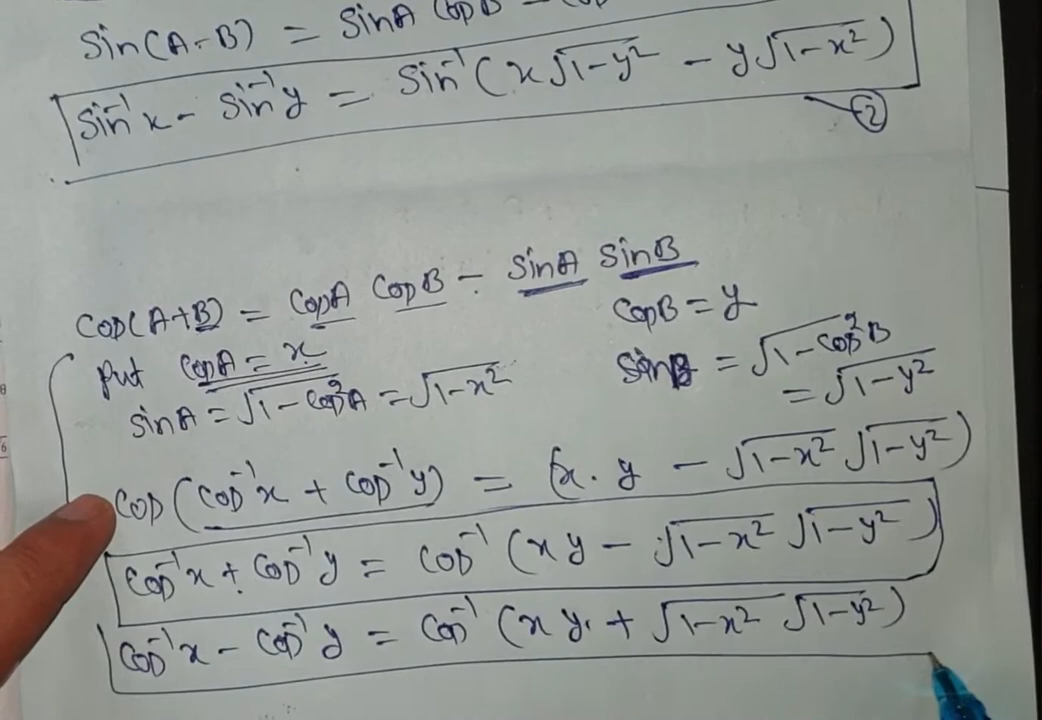 Sin(A-B) = SinA CosB -
Sin⁻¹x - Sin⁻¹y = Sin⁻¹(x√1-y² - y√1-x²)
②
Cos(A+B) = CosA CosB - SinA SinB
put CosA = x CosB = y
sinA = √1-Cos²A = √1-x² SinB = √1-Cos²B
= √1-y²
Cos(Cos⁻¹x + Cos⁻¹y) = (x.y - √1-x² √1-y²)
Cos⁻¹x + Cos⁻¹y = Cos⁻¹(xy - √1-x² √1-y²)
Cos⁻¹x - Cos⁻¹y = Cos⁻¹(xy + √1-x² √1-y²)